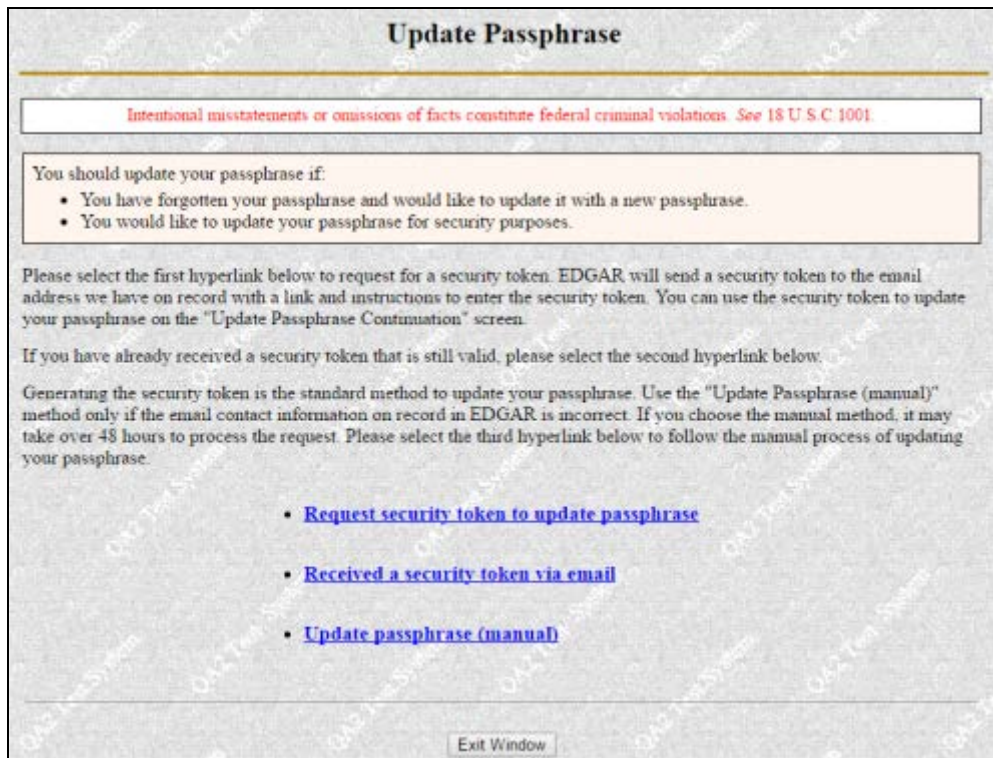 Update Passphrase
Intentional misstatements or omissions of facts constitute federal criminal violations. See 18 U.S.C.1001.
You should update your passphrase if:
• You have forgotten your passphrase and would like to update it with a new passphrase.
• You would like to update your passphrase for security purposes.
Please select the first hyperlink below to request for a security token. EDGAR will send a security token to the email
address we have on record with a link and instructions to enter the security token. You can use the security token to update
your passphrase on the "Update Passphrase Continuation" screen.
If you have already received a security token that is still valid, please select the second hyperlink below.
Generating the security token is the standard method to update your passphrase. Use the "Update Passphrase (manual)"
method only if the email contact information on record in EDGAR is incorrect. If you choose the manual method, it may
take over 48 hours to process the request. Please select the third hyperlink below to follow the manual process of updating
your passphrase.
• Request security token to update passphrase
• Received a security token via email
• Update passphrase (manual)
Exit Window
QA2 Test System